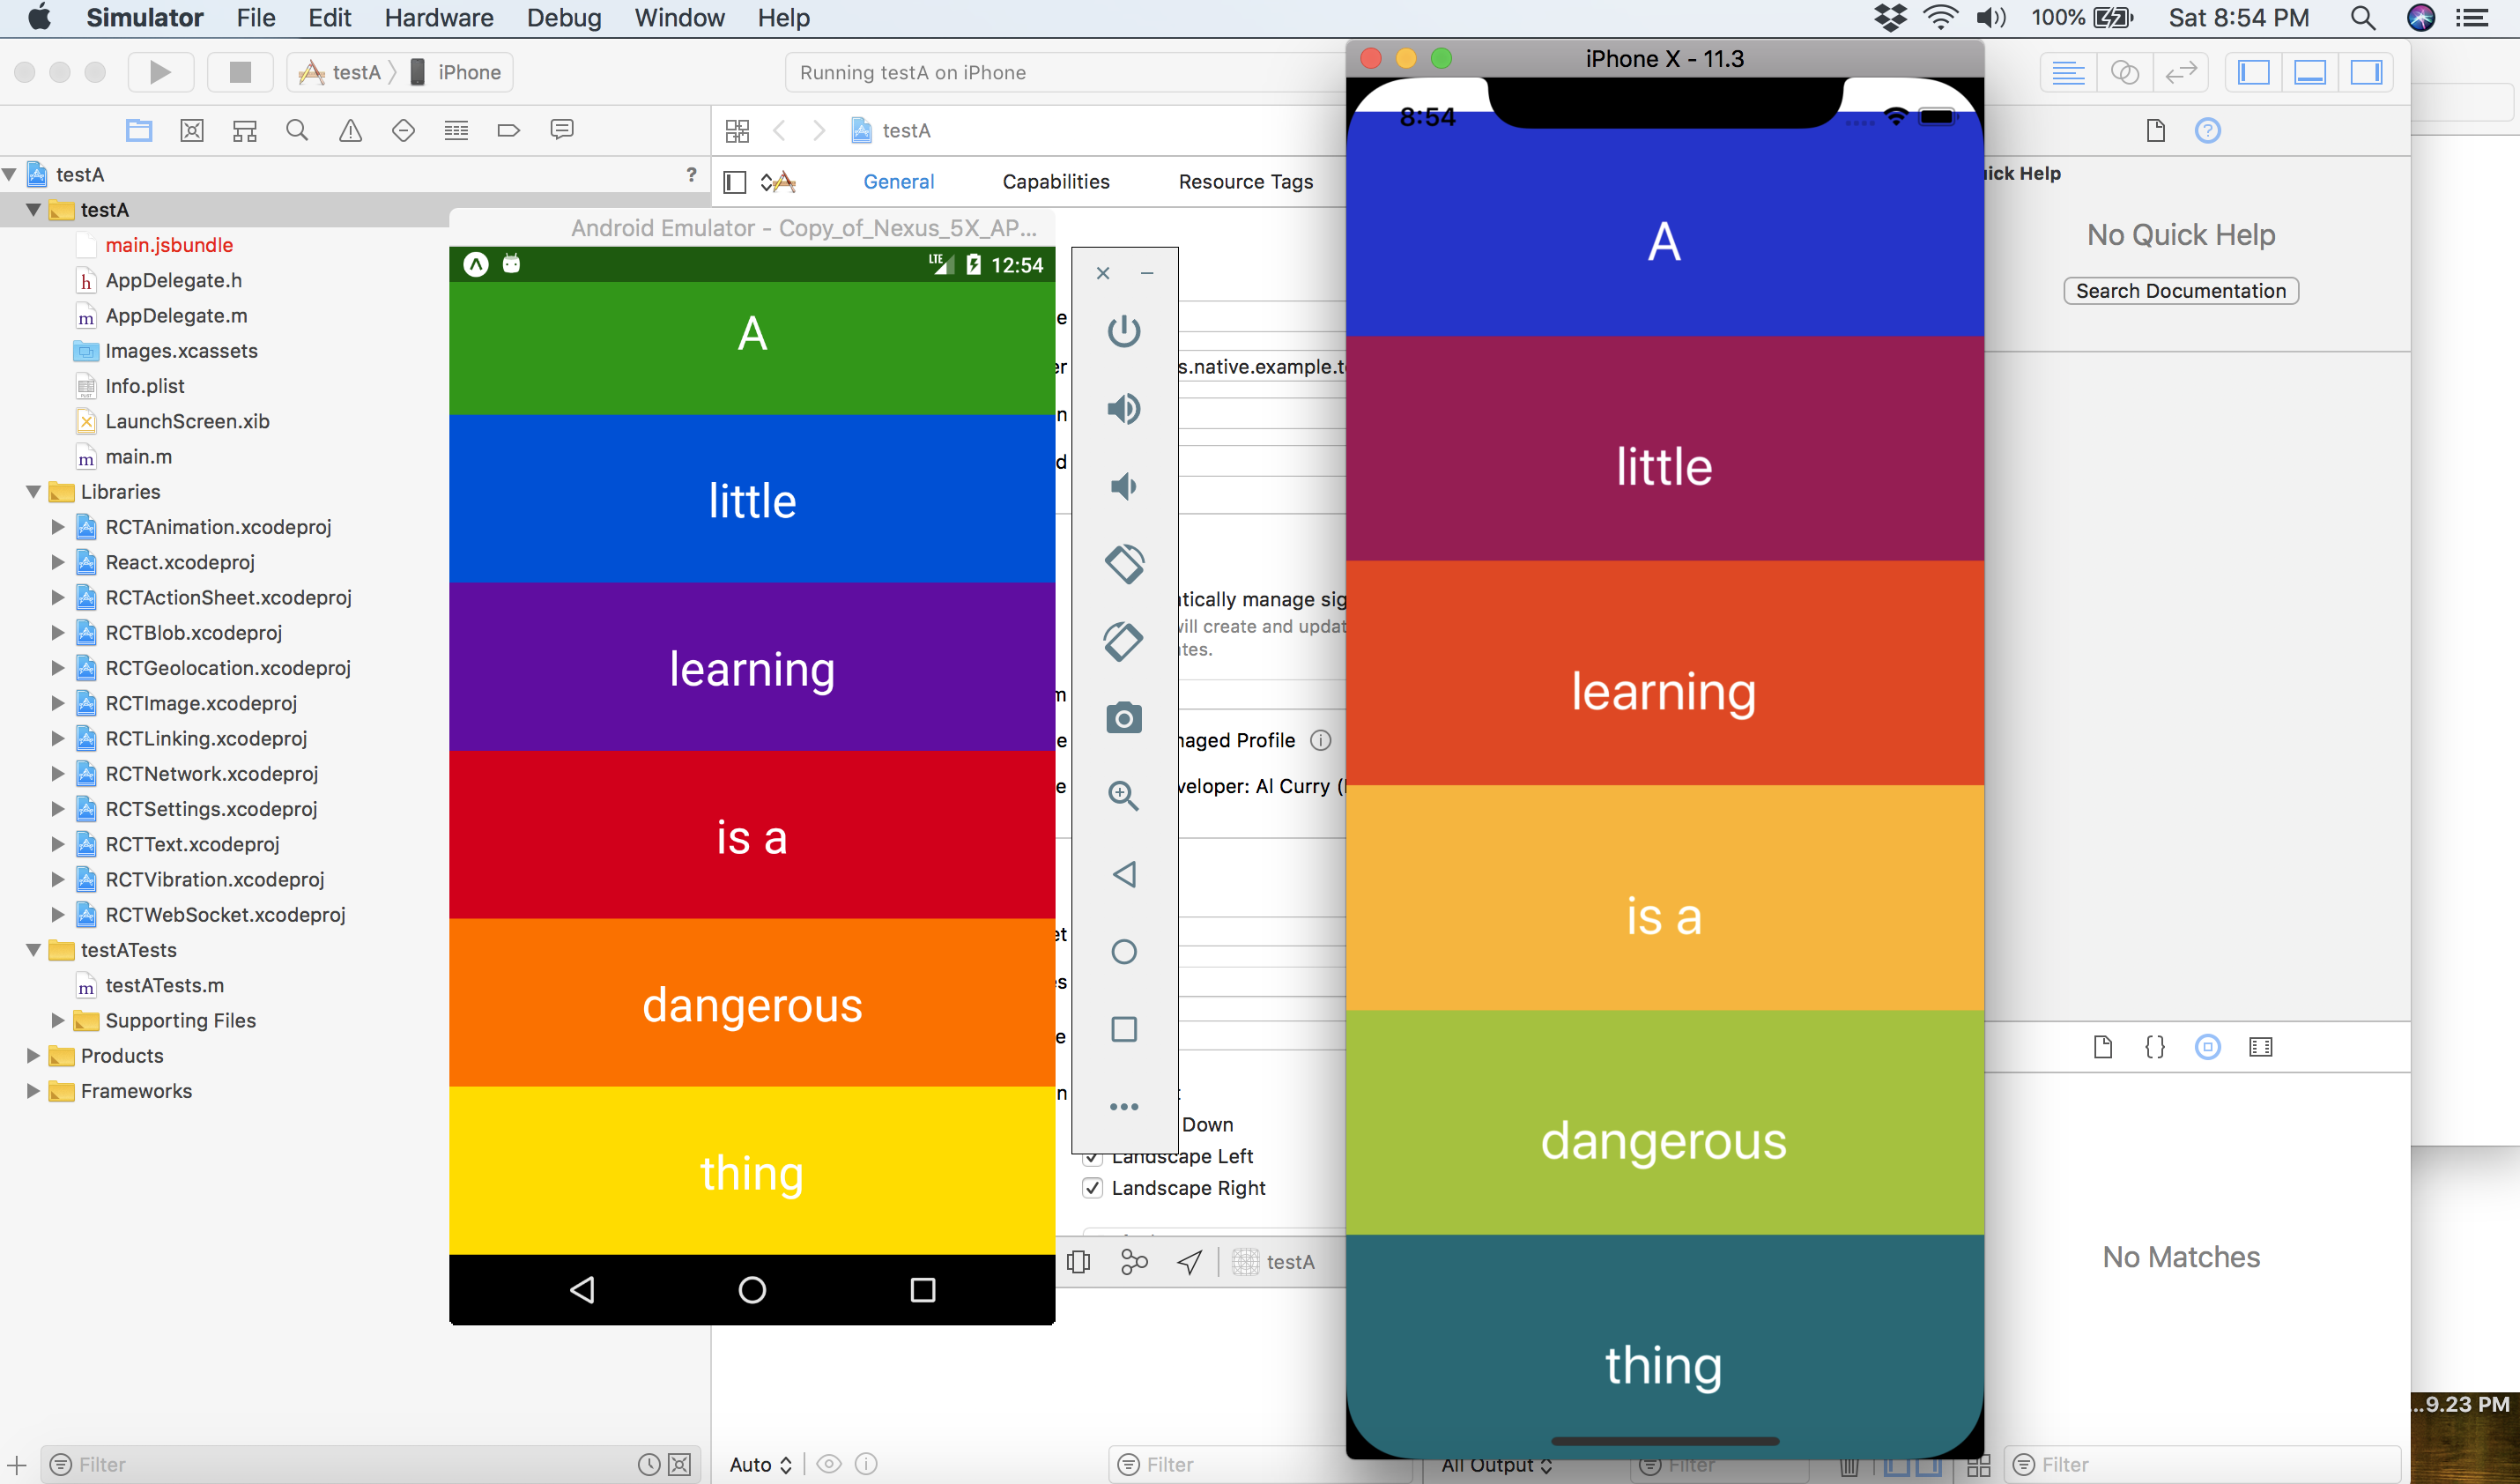 Simulator File Edit Hardware Debug Window Help 100% Sat 8:54 PM
testA iPhone
Running testA on iPhone
testA
?
testA
main.jsbundle
AppDelegate.h
AppDelegate.m
Images.xcassets
Info.plist
LaunchScreen.xib
main.m
Libraries
RCTAnimation.xcodeproj
React.xcodeproj
RCTActionSheet.xcodeproj
RCTBlob.xcodeproj
RCTGeolocation.xcodeproj
RCTImage.xcodeproj
RCTLinking.xcodeproj
RCTNetwork.xcodeproj
RCTSettings.xcodeproj
RCTText.xcodeproj
RCTVibration.xcodeproj
RCTWebSocket.xcodeproj
testATests
testATests.m
Supporting Files
Products
Frameworks
Filter
testA
General Capabilities Resource Tags
Android Emulator - Copy_of_Nexus_5X_AP...
LTE 12:54
A
little
learning
is a
dangerous
thing
s.native.example.t
atically manage sig
will create and updat
ates.
naged Profile
veloper: Al Curry (
Down
Landscape Left
Landscape Right
testA
Auto
Filter
All Output
Filter
iPhone X - 11.3
8:54
A
little
learning
is a
dangerous
thing
ick Help
No Quick Help
Search Documentation
No Matches
Filter
...9.23 PM